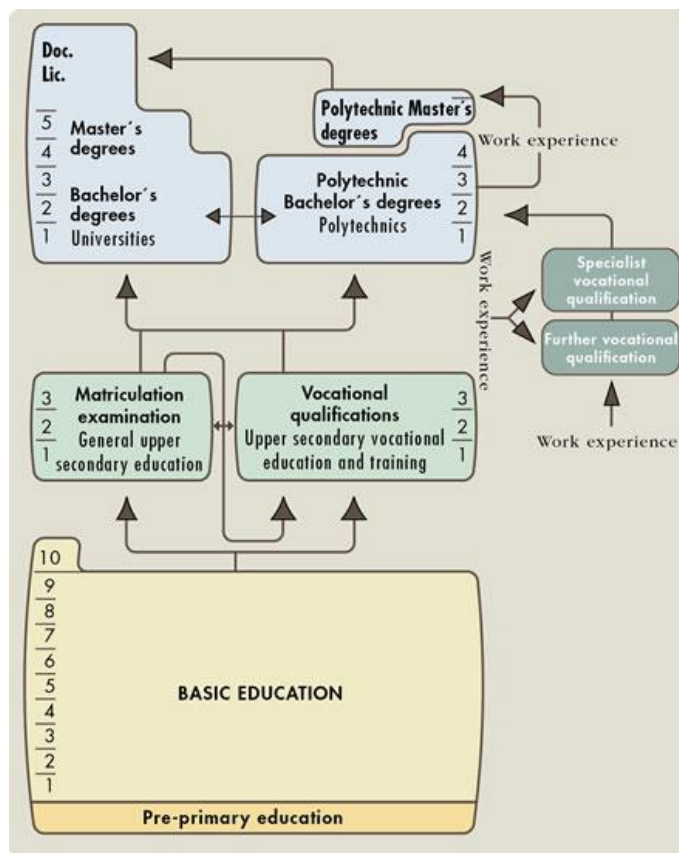 Doc.
Lic.
5
4
3
2
1
Master´s
degrees
Bachelor´s
degrees
Universities
Polytechnic Master´s
degrees
Work experience
Polytechnic
Bachelor´s degrees
Polytechnics
4
3
2
1
Work experience
Specialist
vocational
qualification
Further vocational
qualification
Work experience
3
2
1
Matriculation
examination
General upper
secondary education
Vocational
qualifications
Upper secondary vocational
education and training
3
2
1
10
9
8
7
6
5
4
3
2
1
BASIC EDUCATION
Pre-primary education